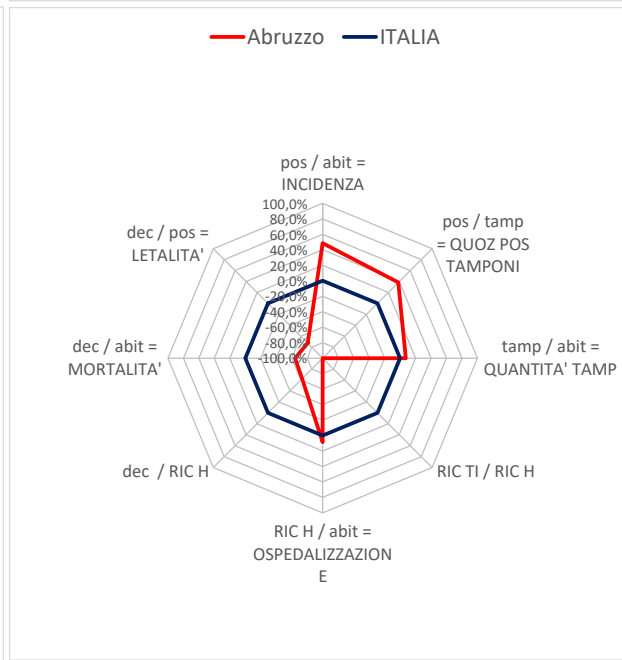 Abruzzo ITALIA
pos / abit =
INCIDENZA
pos / tamp
= QUOZ POS
TAMPONI
tamp / abit =
QUANTITA' TAMP
RIC TI / RIC H
RIC H / abit =
OSPEDALIZZAZION
E
dec / RIC H
dec / abit =
MORTALITA'
dec / pos =
LETALITA'
100,0%
80,0%
60,0%
40,0%
20,0%
0,0%
-20,0%
-40,0%
-60,0%
-80,0%
-100,0%